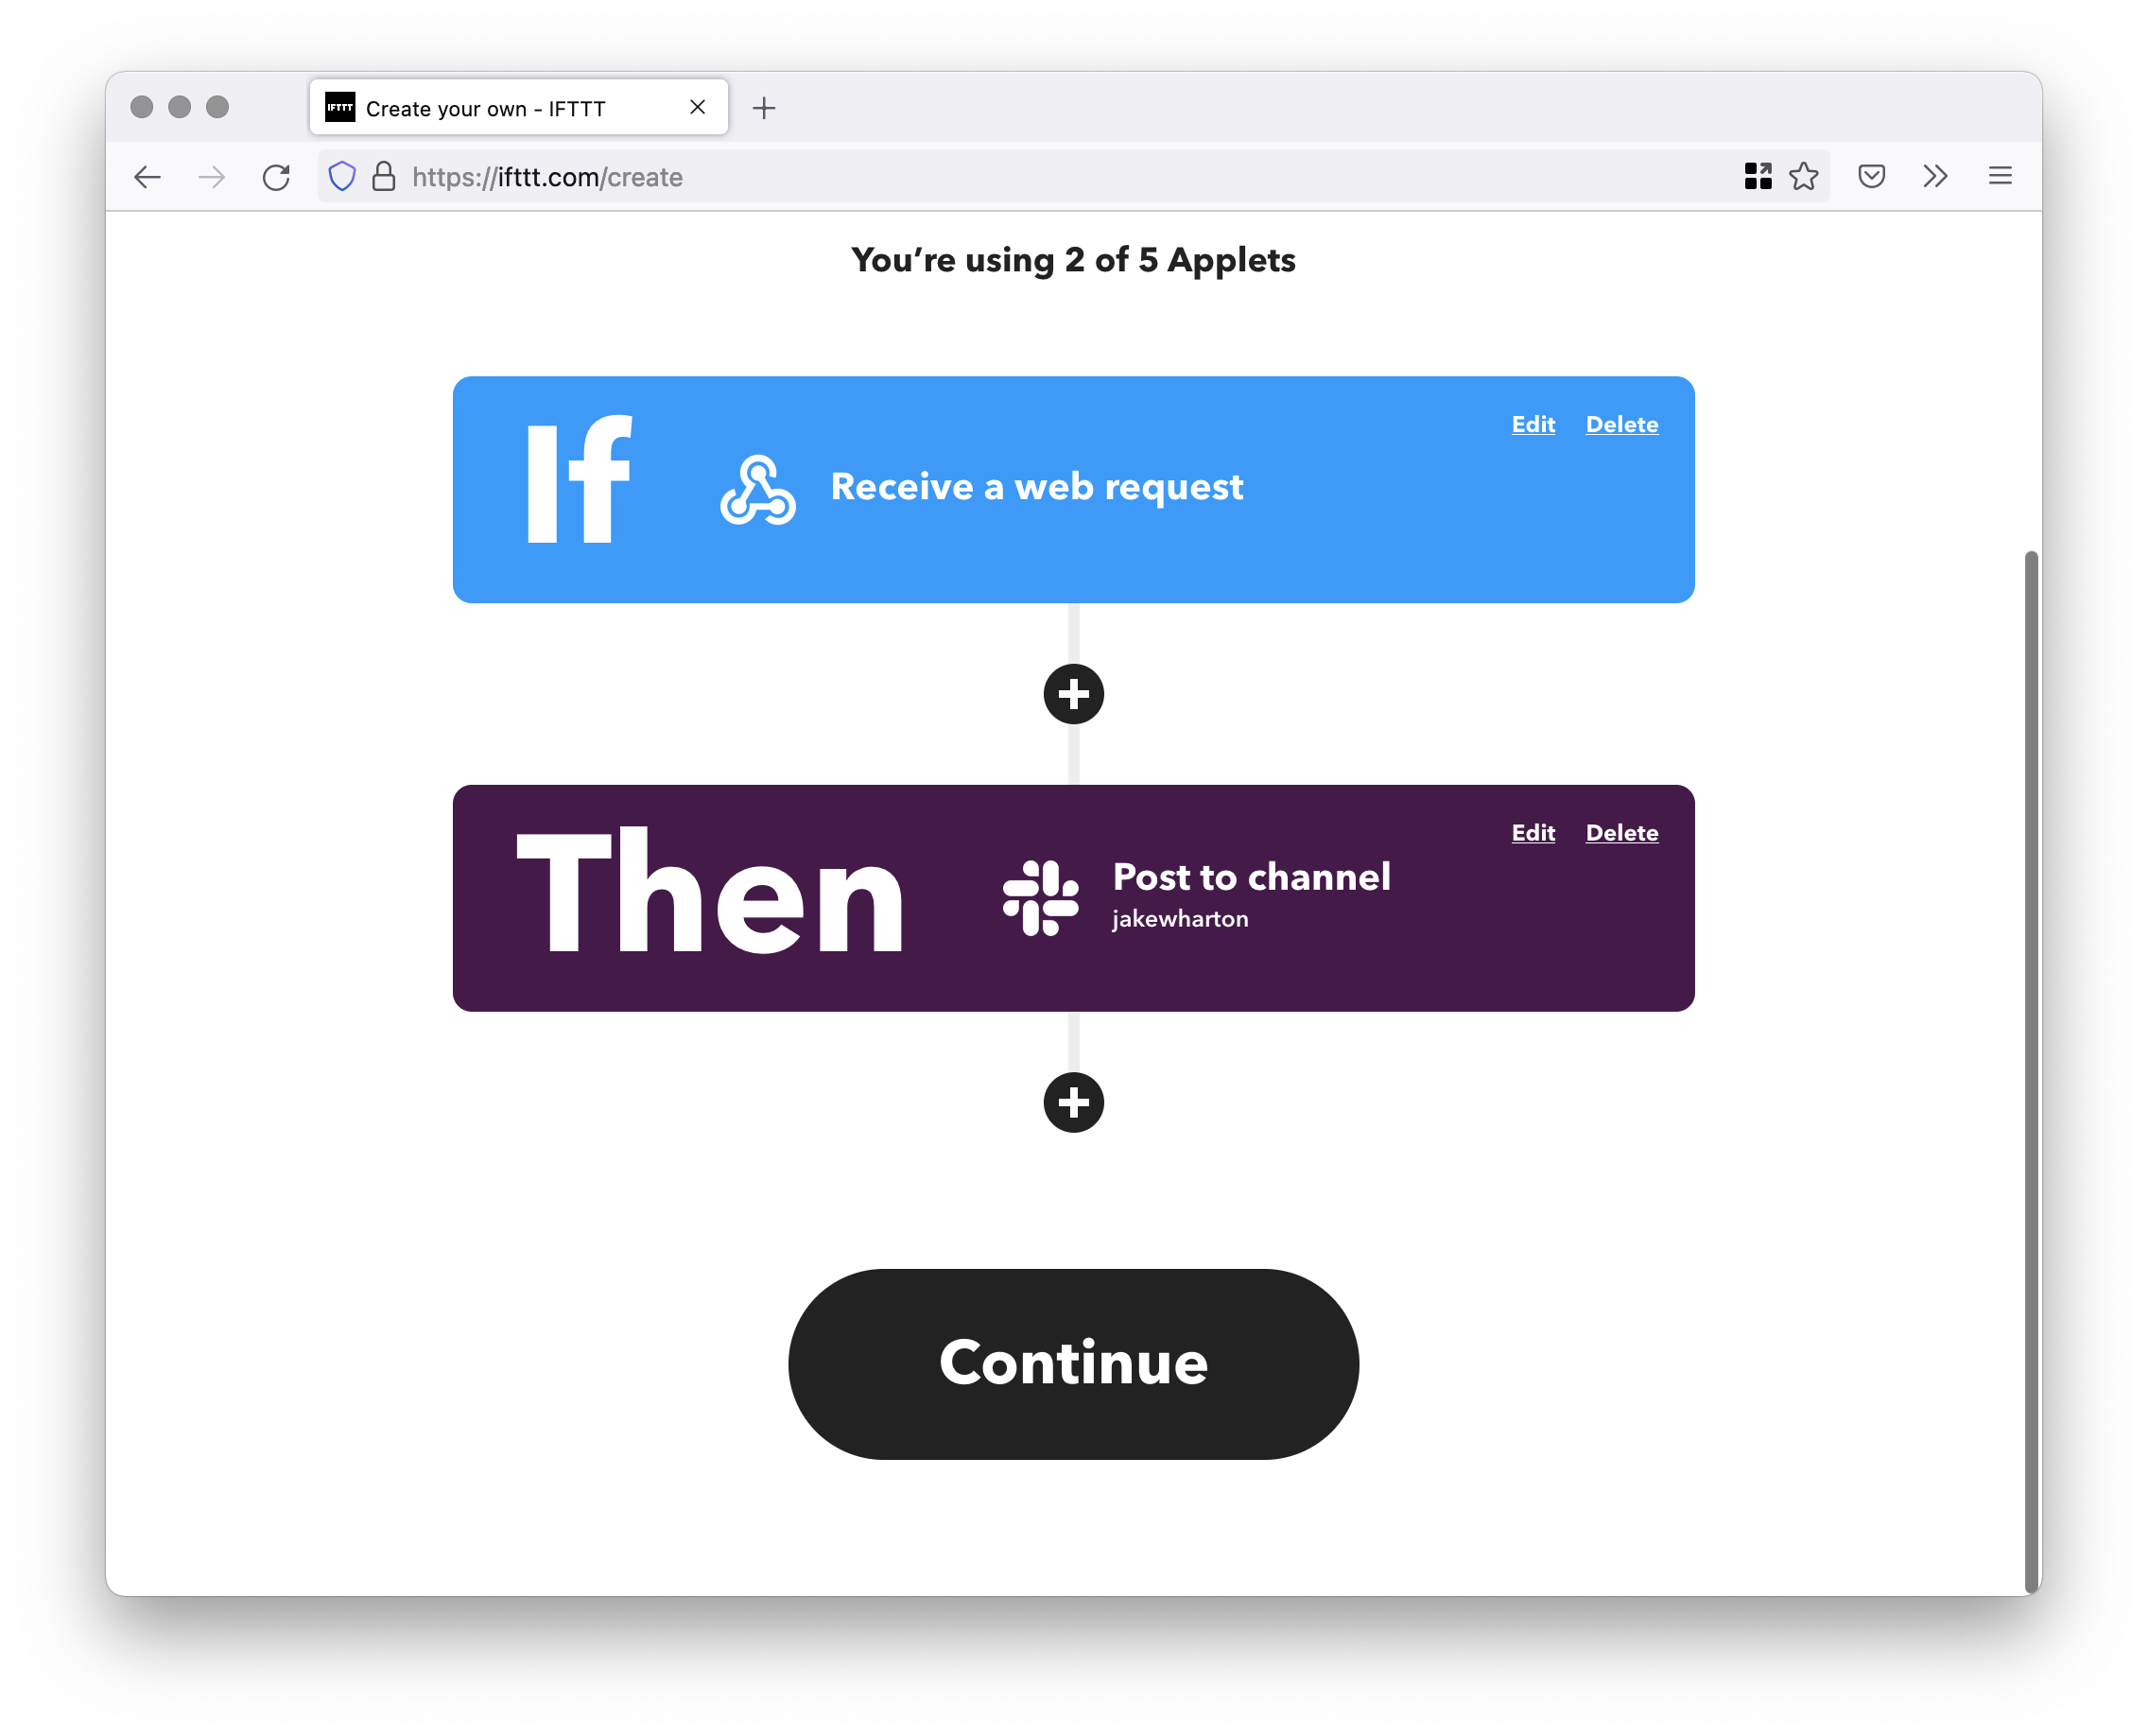 IFTTT Create your own - IFTTT
https://ifttt.com/create
You’re using 2 of 5 Applets
Edit Delete
If Receive a web request
Edit Delete
Then Post to channel
jakewharton
Continue